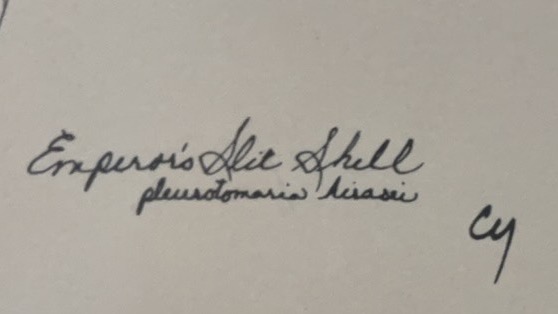 Emperor's Slit Shell
pleurotomaria hirasei
Cy